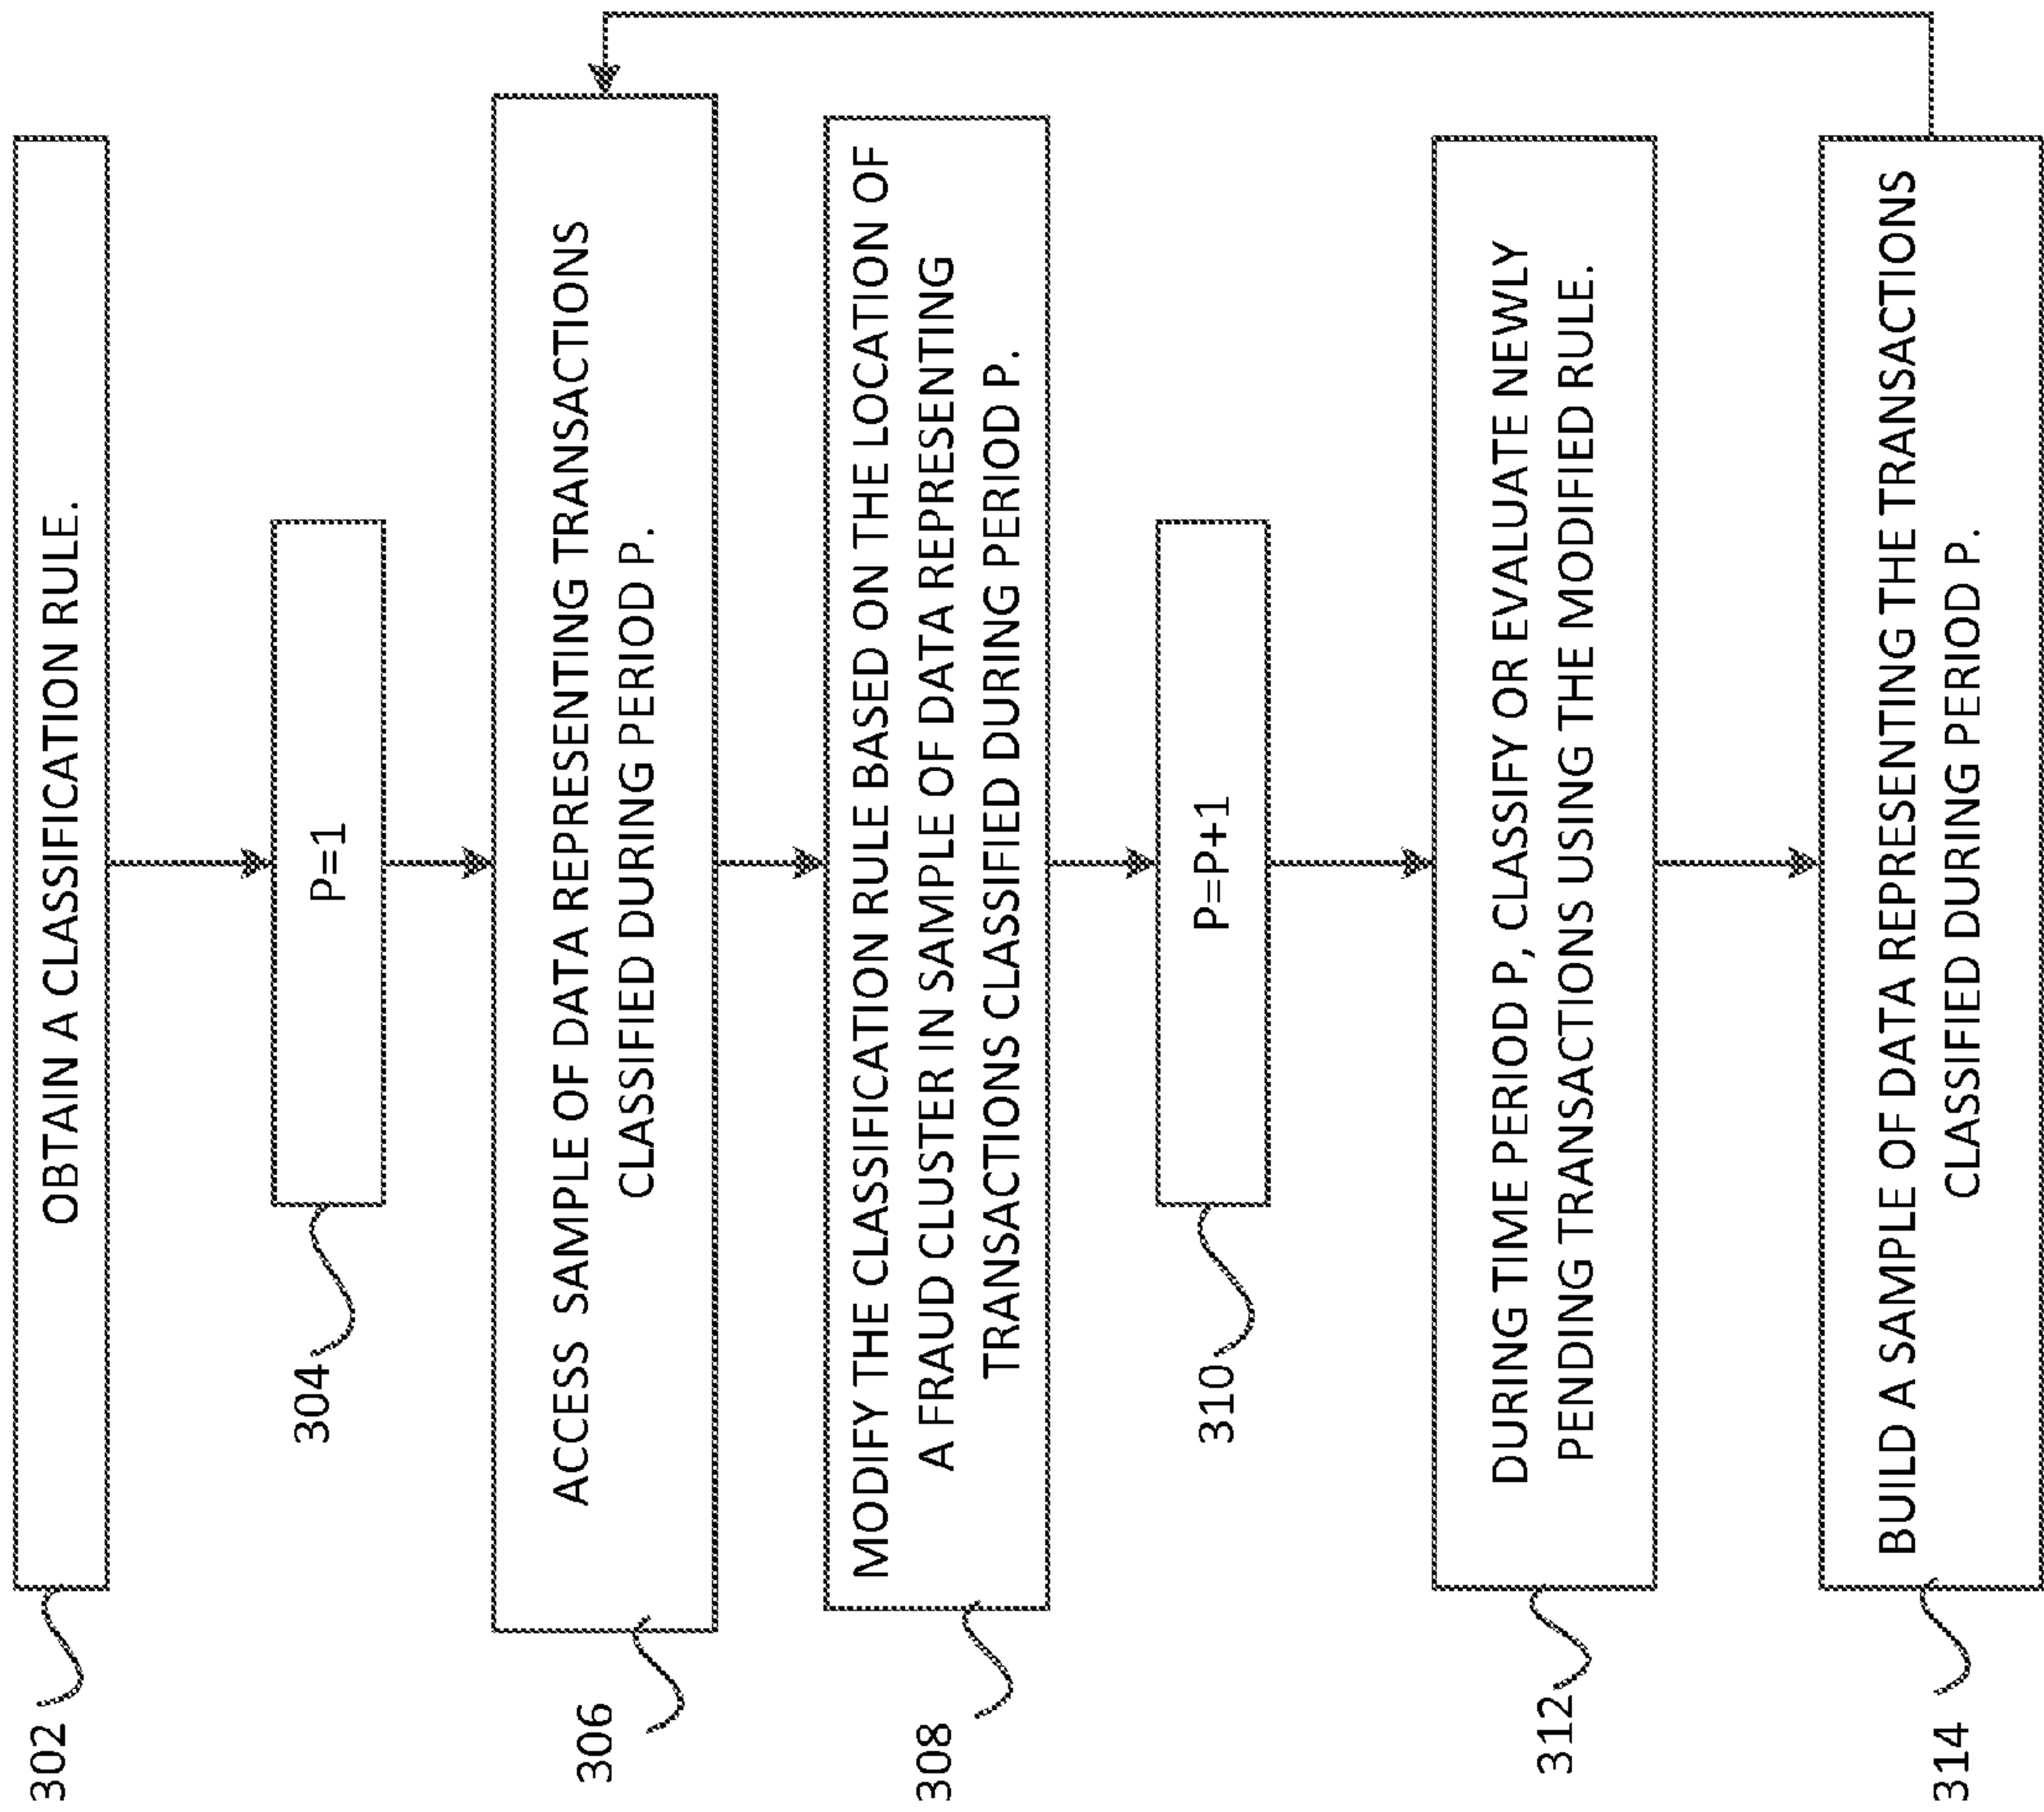 302
OBTAIN A CLASSIFICATION RULE.
304
P=1
306
ACCESS SAMPLE OF DATA REPRESENTING TRANSACTIONS
CLASSIFIED DURING PERIOD P.
308
MODIFY THE CLASSIFICATION RULE BASED ON THE LOCATION OF
A FRAUD CLUSTER IN SAMPLE OF DATA REPRESENTING
TRANSACTIONS CLASSIFIED DURING PERIOD P.
310
P=P+1
312
DURING TIME PERIOD P, CLASSIFY OR EVALUATE NEWLY
PENDING TRANSACTIONS USING THE MODIFIED RULE.
314
BUILD A SAMPLE OF DATA REPRESENTING THE TRANSACTIONS
CLASSIFIED DURING PERIOD P.